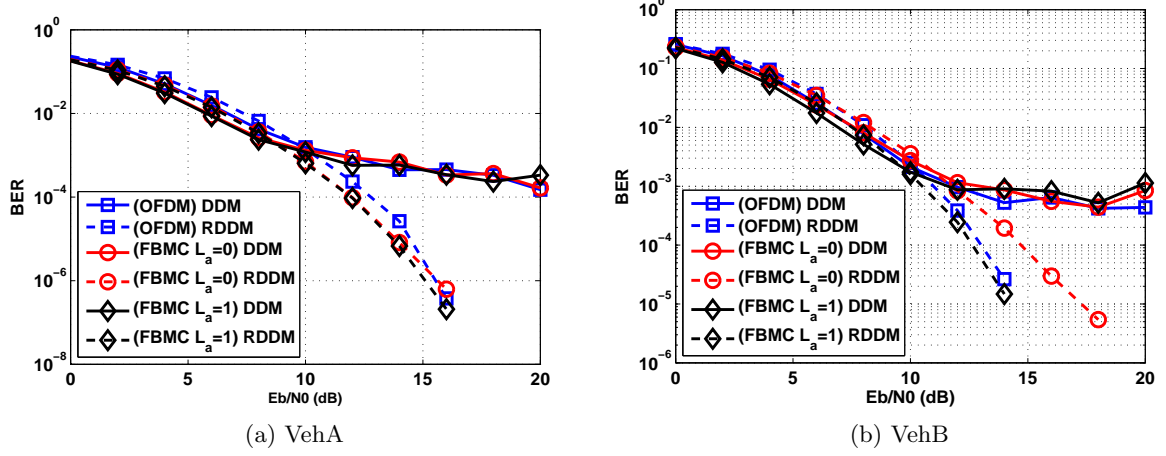 10^0
10^−2
10^−4
10^−6
10^−8
BER
0
5
10
15
20
Eb/N0 (dB)
(OFDM) DDM
(OFDM) RDDM
(FBMC L_a=0) DDM
(FBMC L_a=0) RDDM
(FBMC L_a=1) DDM
(FBMC L_a=1) RDDM
(a) VehA
10^0
10^−1
10^−2
10^−3
10^−4
10^−5
10^−6
BER
0
5
10
15
20
Eb/N0 (dB)
(OFDM) DDM
(OFDM) RDDM
(FBMC L_a=0) DDM
(FBMC L_a=0) RDDM
(FBMC L_a=1) DDM
(FBMC L_a=1) RDDM
(b) VehB